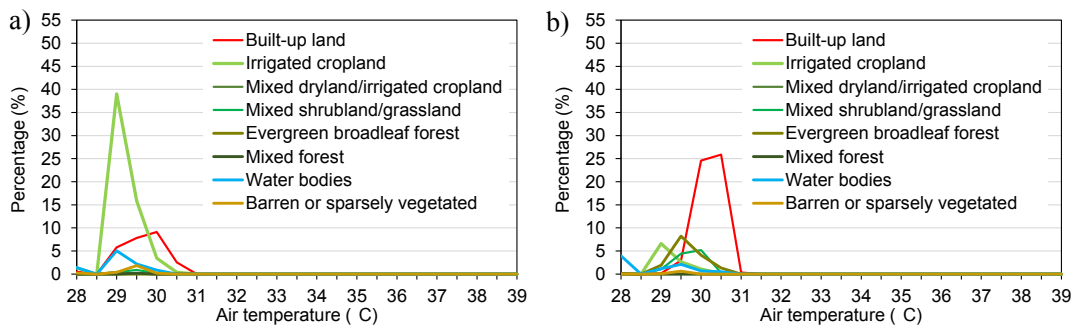 a)
Percentage (%)
55
50
45
40
35
30
25
20
15
10
5
0
Built-up land
Irrigated cropland
Mixed dryland/irrigated cropland
Mixed shrubland/grassland
Evergreen broadleaf forest
Mixed forest
Water bodies
Barren or sparsely vegetated
28 29 30 31 32 33 34 35 36 37 38 39
Air temperature ( C)
b)
Percentage (%)
55
50
45
40
35
30
25
20
15
10
5
0
Built-up land
Irrigated cropland
Mixed dryland/irrigated cropland
Mixed shrubland/grassland
Evergreen broadleaf forest
Mixed forest
Water bodies
Barren or sparsely vegetated
28 29 30 31 32 33 34 35 36 37 38 39
Air temperature ( C)